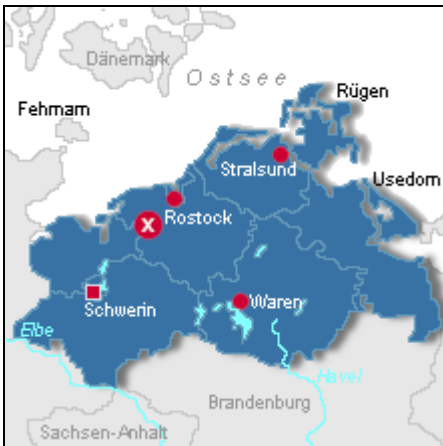 Dänemark
Ostsee
Rügen
Fehmarn
Stralsund
Usedom
Rostock
X
Waren
Schwerin
Elbe
Havel
Brandenburg
Sachsen-Anhalt